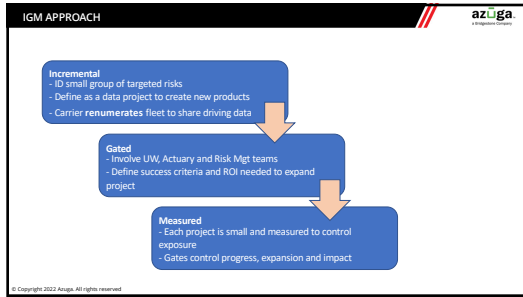 IGM APPROACH
azūga.
a Bridgestone Company
Incremental
- ID small group of targeted risks
- Define as a data project to create new products
- Carrier renumerates fleet to share driving data
Gated
- Involve UW, Actuary and Risk Mgt teams
- Define success criteria and ROI needed to expand
project
Measured
- Each project is small and measured to control
exposure
- Gates control progress, expansion and impact
© Copyright 2022 Azuga. All rights reserved